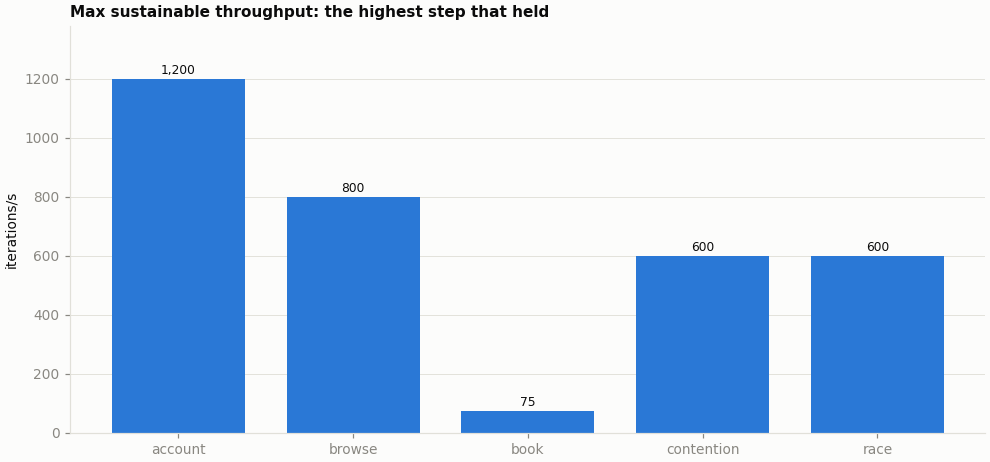 Max sustainable throughput: the highest step that held
iterations/s
1200
1000
800
600
400
200
0
1,200
800
75
600
600
account
browse
book
contention
race